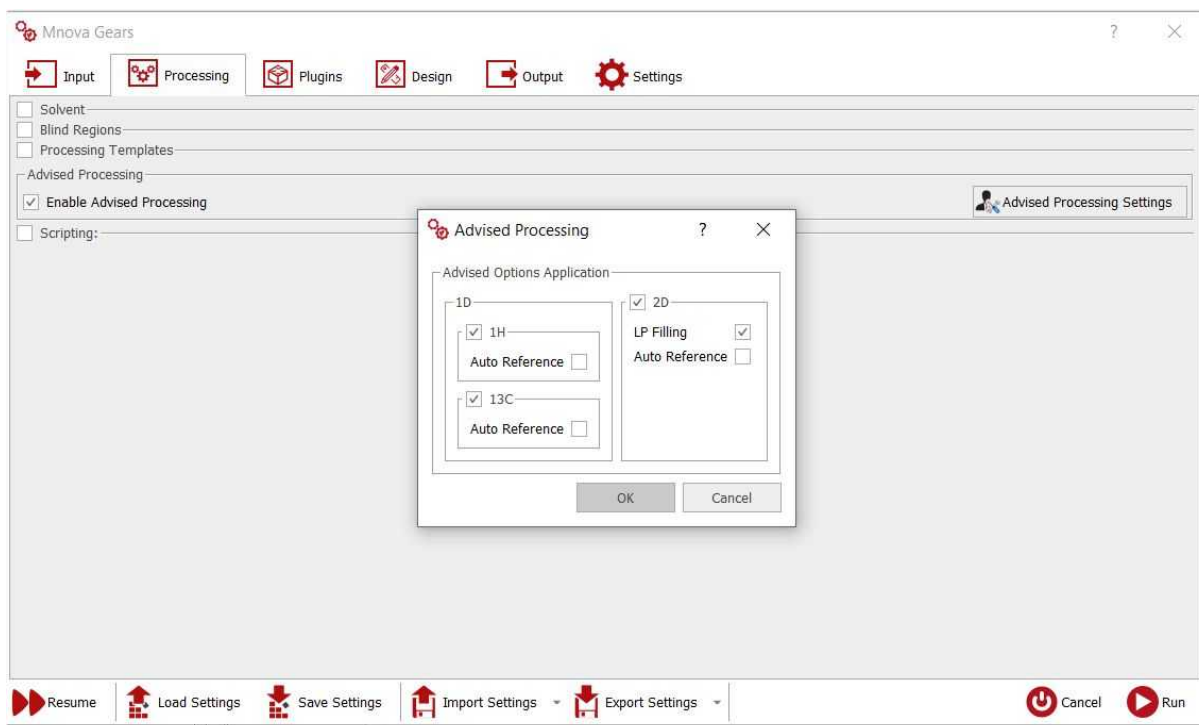 Mnova Gears
?
Input Processing Plugins Design Output Settings
Solvent
Blind Regions
Processing Templates
Advised Processing
Enable Advised Processing
Advised Processing Settings
Scripting:
Advised Processing
?
Advised Options Application
1D
1H
Auto Reference
13C
Auto Reference
2D
LP Filling
Auto Reference
OK Cancel
Resume Load Settings Save Settings Import Settings Export Settings Cancel Run